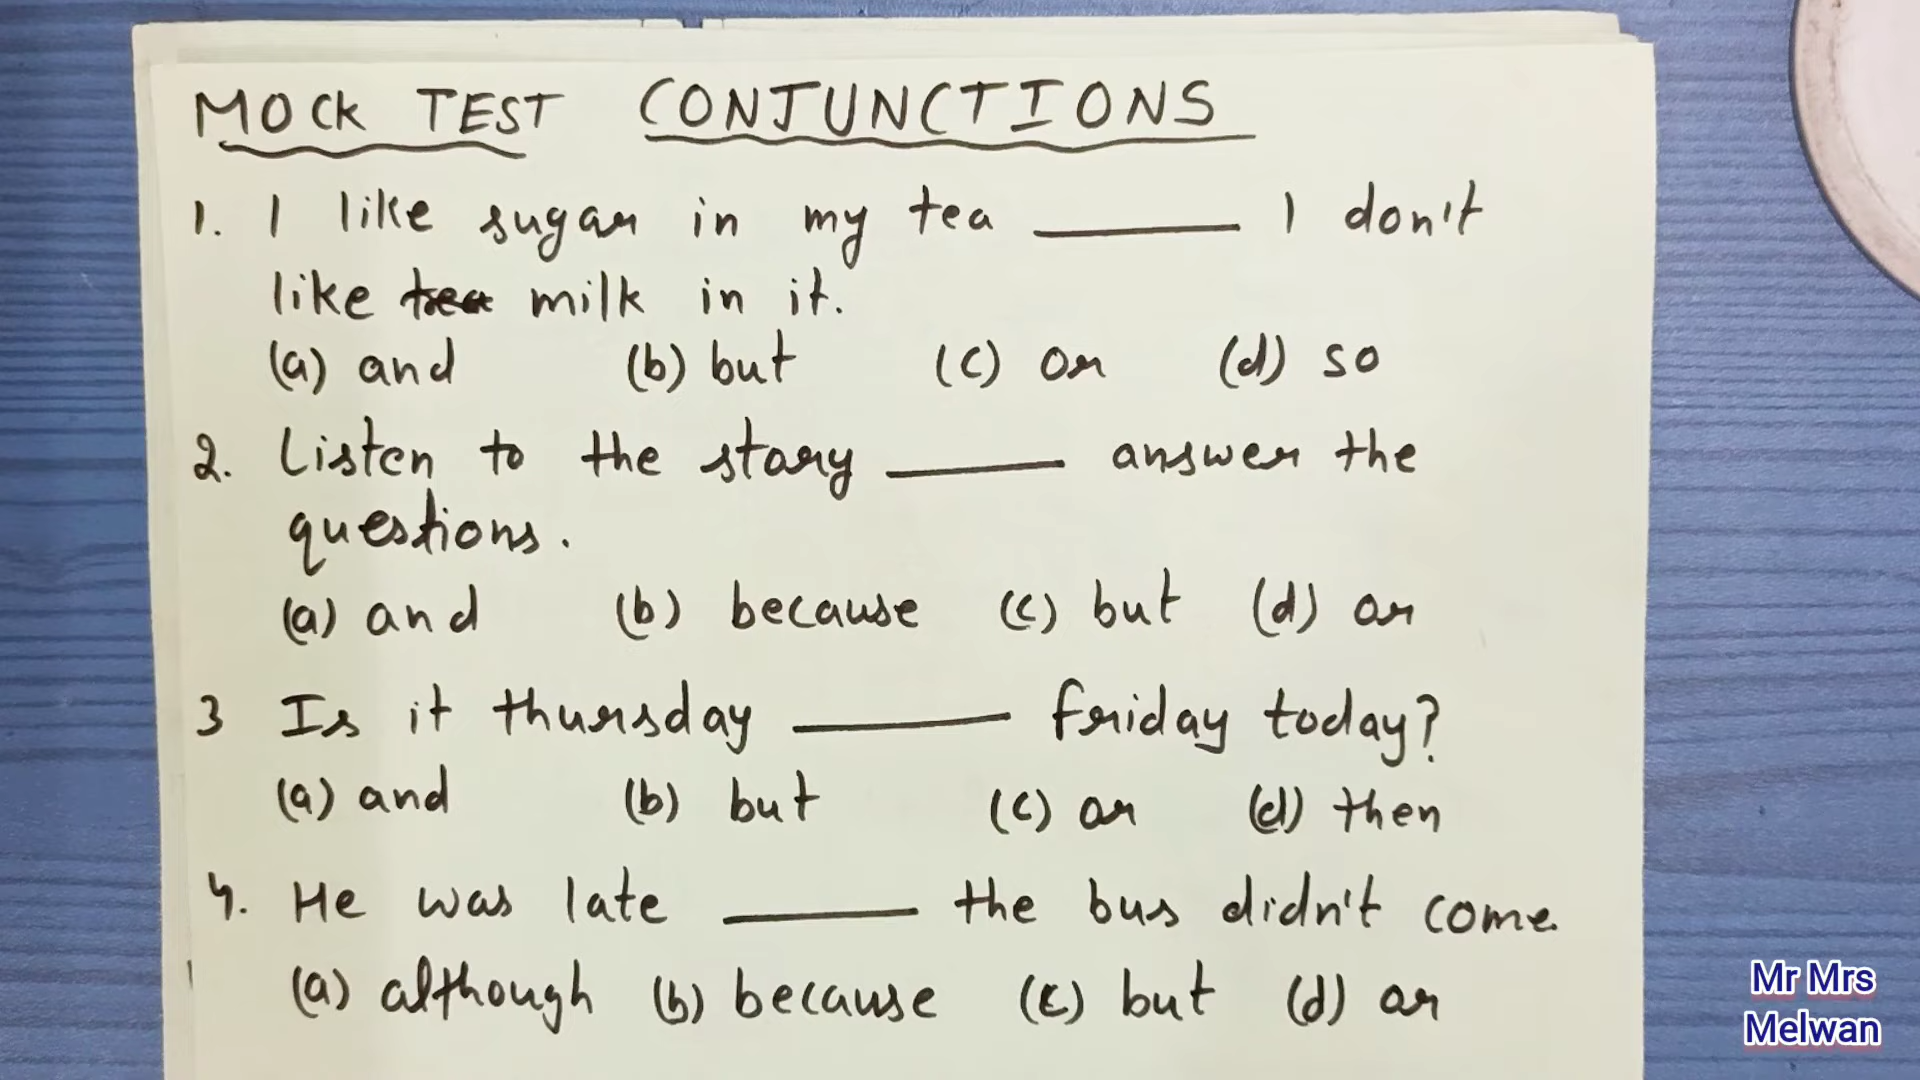 MOCK TEST CONJUNCTIONS
1. I like sugar in my tea ______ I don't
like tea milk in it.
(a) and (b) but (c) or (d) so
2. Listen to the story ______ answer the
questions.
(a) and (b) because (c) but (d) or
3 Is it thursday ______ friday today?
(a) and (b) but (c) or (d) then
4. He was late ______ the bus didn't come.
(a) although (b) because (c) but (d) or
Mr Mrs
Melwan